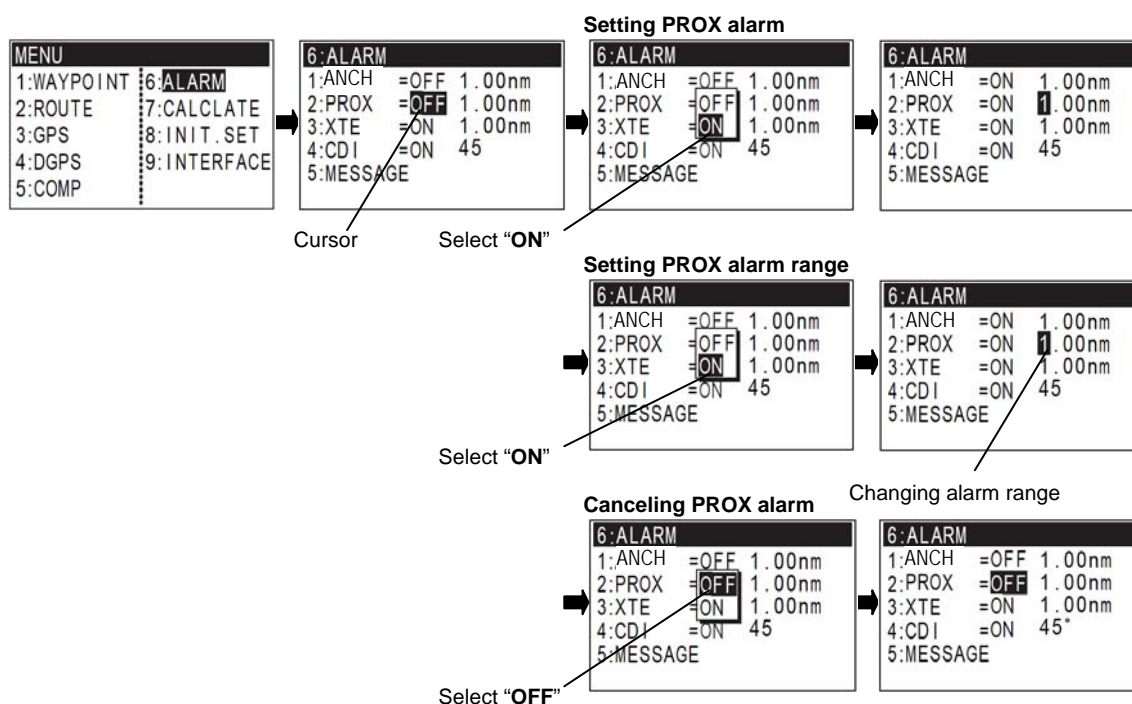 Setting PROX alarm
MENU
1:WAYPOINT
2:ROUTE
3:GPS
4:DGPS
5:COMP
6:ALARM
7:CALCLATE
8:INIT.SET
9:INTERFACE
6:ALARM
1:ANCH =OFF 1.00nm
2:PROX =OFF 1.00nm
3:XTE =ON 1.00nm
4:CDI =ON 45
5:MESSAGE
Cursor
6:ALARM
1:ANCH =OFF 1.00nm
2:PROX =OFF 1.00nm
3:XTE =ON 1.00nm
4:CDI =ON 45
5:MESSAGE
Select “ON”
6:ALARM
1:ANCH =ON 1.00nm
2:PROX =ON 1.00nm
3:XTE =ON 1.00nm
4:CDI =ON 45
5:MESSAGE
Setting PROX alarm range
6:ALARM
1:ANCH =OFF 1.00nm
2:PROX =OFF 1.00nm
3:XTE =ON 1.00nm
4:CDI =ON 45
5:MESSAGE
Select “ON”
6:ALARM
1:ANCH =ON 1.00nm
2:PROX =ON 1.00nm
3:XTE =ON 1.00nm
4:CDI =ON 45
5:MESSAGE
Changing alarm range
Canceling PROX alarm
6:ALARM
1:ANCH =OFF 1.00nm
2:PROX =OFF 1.00nm
3:XTE =ON 1.00nm
4:CDI =ON 45
5:MESSAGE
Select “OFF”
6:ALARM
1:ANCH =OFF 1.00nm
2:PROX =OFF 1.00nm
3:XTE =ON 1.00nm
4:CDI =ON 45°
5:MESSAGE